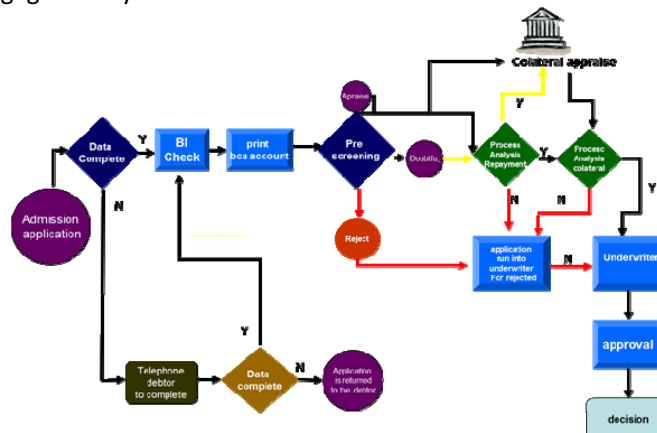 Colateral appraise
Apraise
Y
Data
Complete
Y
BI
Check
print
bca account
Pre
screening
Doubtful
Process
Analysis
Repayment
Y
Process
Analysis
colateral
Y
N
Admission
application
N
N
Reject
application
run into
underwriter
For rejected
N
Underwriter
Y
approval
Telephone
debtor
to complete
Data
complete
N
Application
is returned
to the debtor
decision